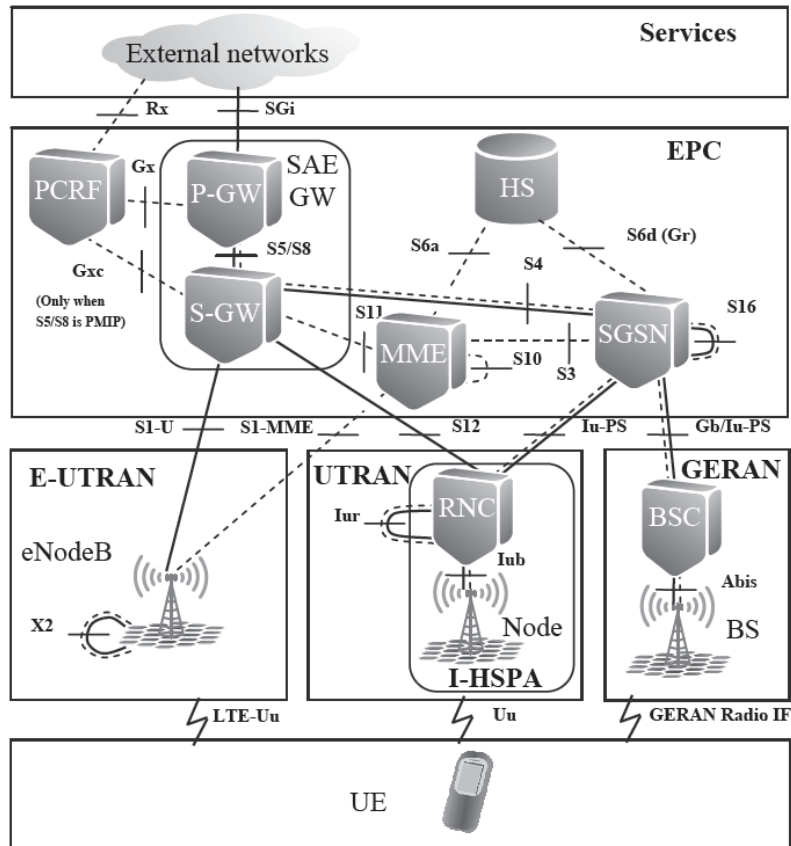 Services
External networks
Rx
SGi
EPC
SAE
GW
PCRF
Gx
P-GW
HS
S6d (Gr)
S6a
S5/S8
S4
Gxc
(Only when
S5/S8 is PMIP)
S-GW
S11
MME
S10
S3
SGSN
S16
S1-U
S1-MME
S12
Iu-PS
Gb/Iu-PS
E-UTRAN
UTRAN
GERAN
RNC
BSC
Iur
eNodeB
Iub
Abis
X2
Node
BS
I-HSPA
LTE-Uu
Uu
GERAN Radio IF
UE